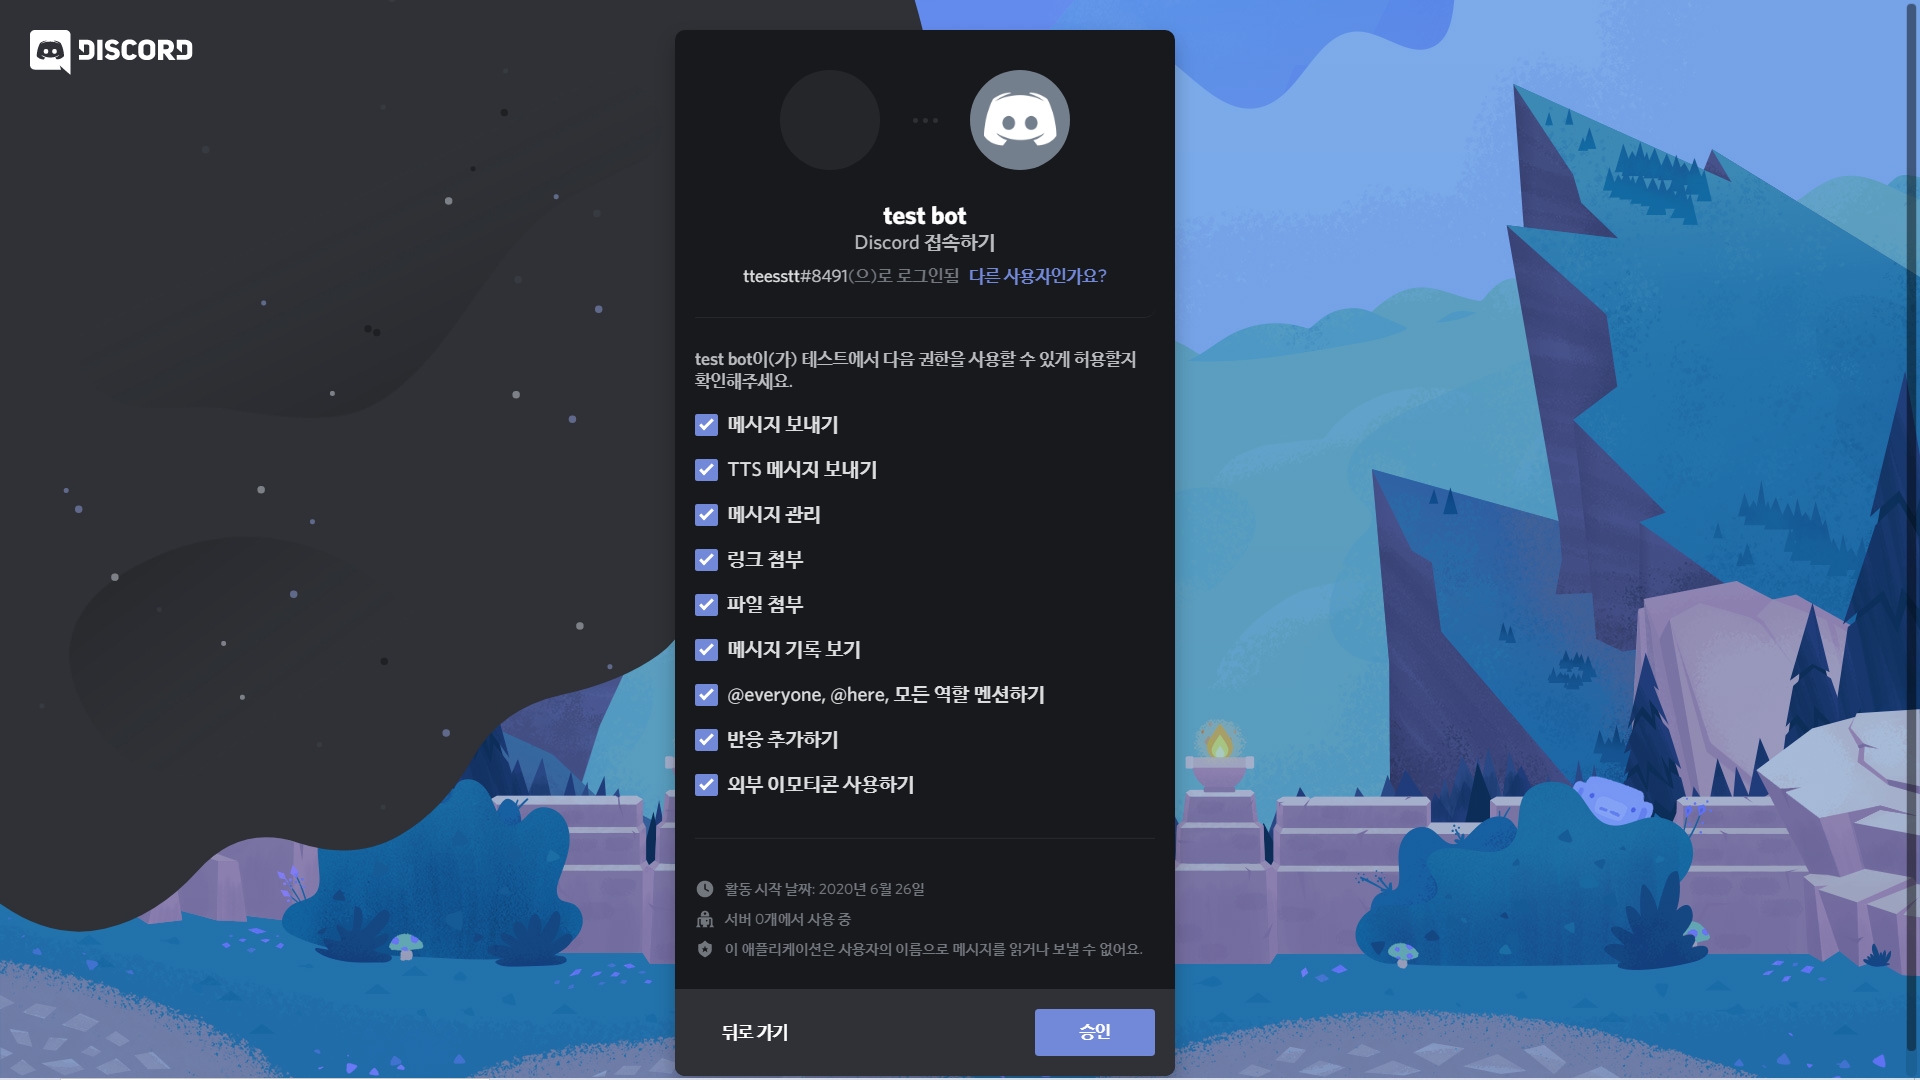 DISCORD
test bot
Discord 접속하기
tteesstt#8491(으)로 로그인됨 다른 사용자인가요?
test bot이(가) 테스트에서 다음 권한을 사용할 수 있게 허용할지
확인해주세요.
메시지 보내기
TTS 메시지 보내기
메시지 관리
링크 첨부
파일 첨부
메시지 기록 보기
@everyone, @here, 모든 역할 멘션하기
반응 추가하기
외부 이모티콘 사용하기
활동 시작 날짜: 2020년 6월 26일
서버 0개에서 사용 중
이 애플리케이션은 사용자의 이름으로 메시지를 읽거나 보낼 수 없어요.
뒤로 가기
승인